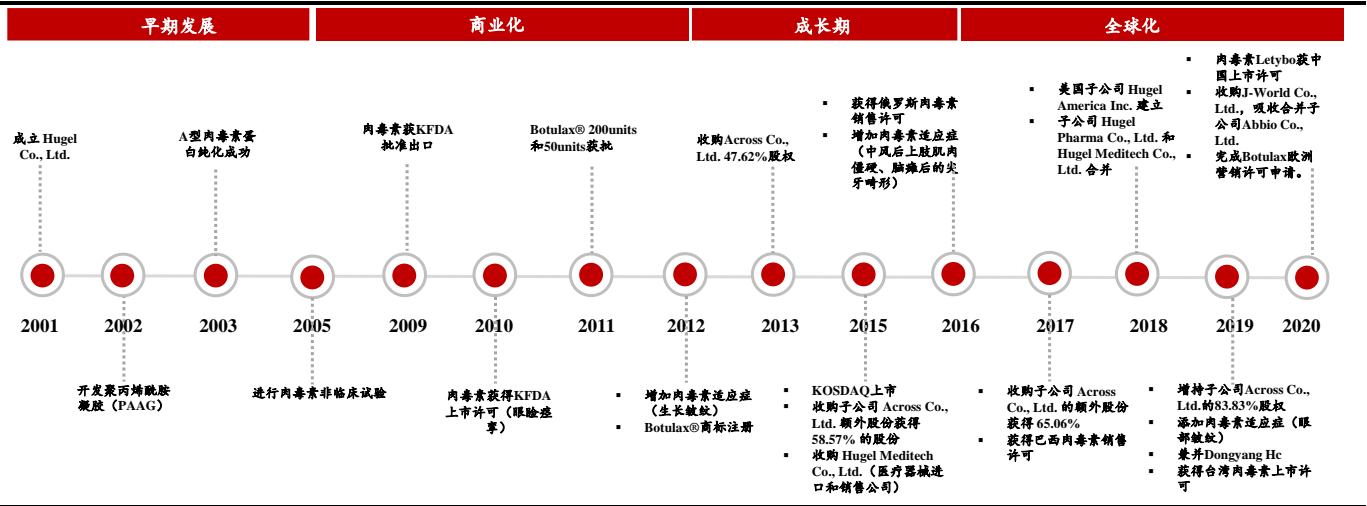 早期发展
商业化
成长期
全球化
成立 Hugel
Co., Ltd.
A型肉毒素蛋
白纯化成功
肉毒素获KFDA
批准出口
Botulax® 200units
和50units获批
收购Across Co.,
Ltd. 47.62%股权
▪ 获得俄罗斯肉毒素
销售许可
▪ 增加肉毒素适应症
（中风后上肢肌肉
僵硬、脑瘫后的尖
牙畸形）
▪ 美国子公司 Hugel
America Inc. 建立
▪ 子公司 Hugel
Pharma Co., Ltd. 和
Hugel Meditech Co.,
Ltd. 合并
▪ 肉毒素Letybo获中
国上市许可
▪ 收购J-World Co.,
Ltd.，吸收合并子
公司Abbio Co.,
Ltd.
▪ 完成Botulax欧洲
营销许可申请。
2001
2002
2003
2005
2009
2010
2011
2012
2013
2015
2016
2017
2018
2019
2020
开发聚丙烯酰胺
凝胶（PAAG）
进行肉毒素非临床试验
肉毒素获得KFDA
上市许可（眼睑痉
挛）
▪ 增加肉毒素适应症
（生长皱纹）
▪ Botulax®商标注册
▪ KOSDAQ上市
▪ 收购子公司 Across Co.,
Ltd. 额外股份获得
58.57% 的股份
▪ 收购 Hugel Meditech
Co., Ltd.（医疗器械进
口和销售公司）
▪ 收购子公司 Across
Co., Ltd. 的额外股份
获得 65.06%
▪ 获得巴西肉毒素销售
许可
▪ 增持子公司Across Co.,
Ltd.的83.83%股权
▪ 添加肉毒素适应症（眼
部皱纹）
▪ 兼并Dongyang Hc
▪ 获得台湾肉毒素上市许
可